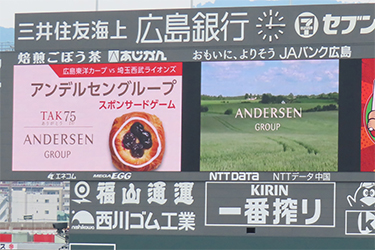 三井住友海上 広島銀行 セブン
焙煎ごぼう茶 あじかん おもいに、よりそう JAバンク広島
広島東洋カープ VS 埼玉西武ライオンズ
アンデルセングループ
スポンサードゲーム
TAK75
ANDERSEN
GROUP
ANDERSEN
GROUP
エネコム MEGA EGG NTT DATA NTTデータ中国
福山通運 KIRIN
西川ゴム工業 一番搾り